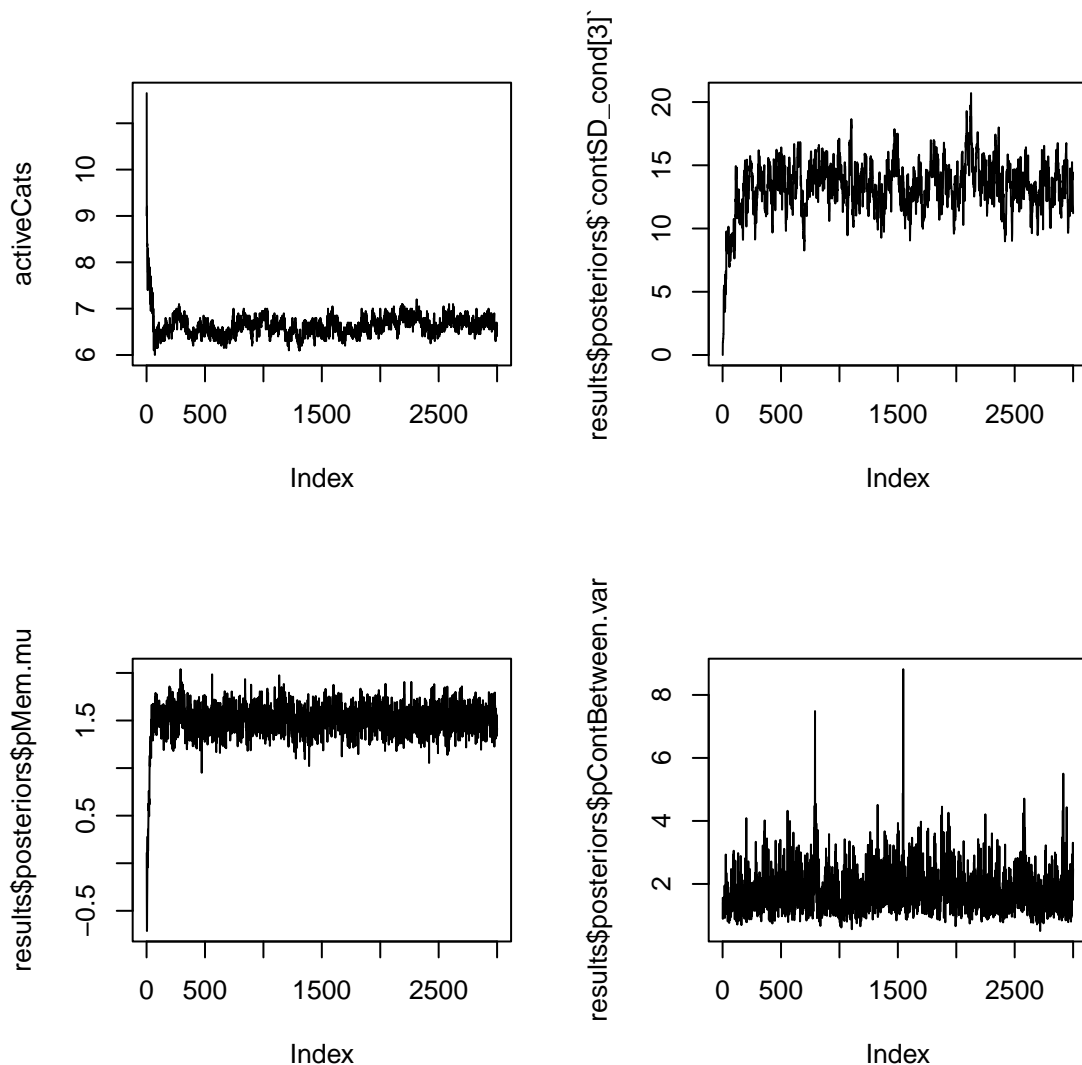 activeCats
10
9
8
7
6
0 500 1500 2500
Index
results$posteriors$`contSD_cond[3]`
20
15
10
5
0
0 500 1500 2500
Index
results$posteriors$pMem.mu
1.5
0.5
−0.5
0 500 1500 2500
Index
results$posteriors$pContBetween.var
8
6
4
2
0 500 1500 2500
Index